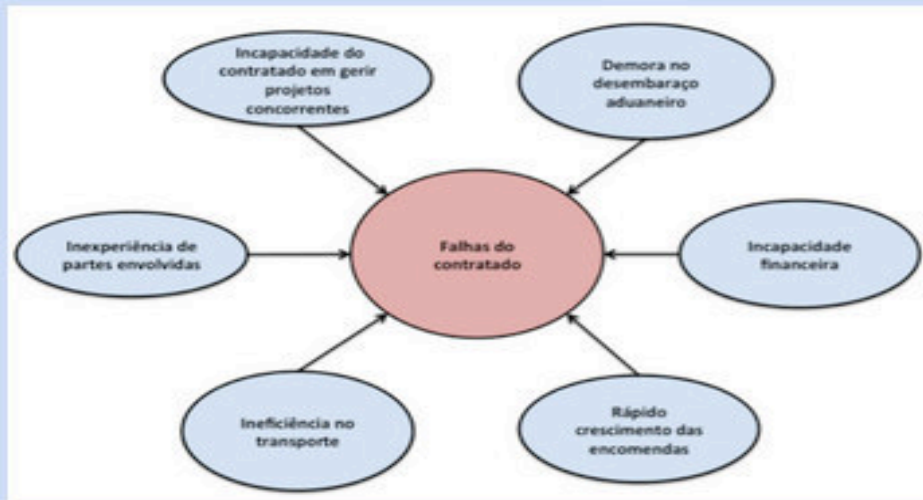 Incapacidade do
contratado em gerir
projetos
concorrentes
Demora no
desembaraço
aduaneiro
Inexperiência de
partes envolvidas
Falhas do
contratado
Incapacidade
financeira
Ineficiência no
transporte
Rápido
crescimento das
encomendas